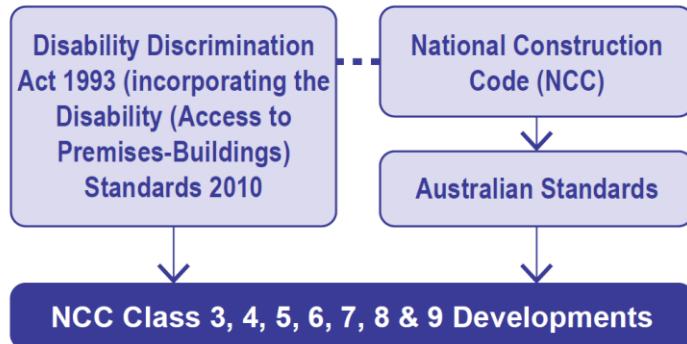 Disability Discrimination
Act 1993 (incorporating the
Disability (Access to
Premises-Buildings)
Standards 2010
National Construction
Code (NCC)
Australian Standards
NCC Class 3, 4, 5, 6, 7, 8 & 9 Developments